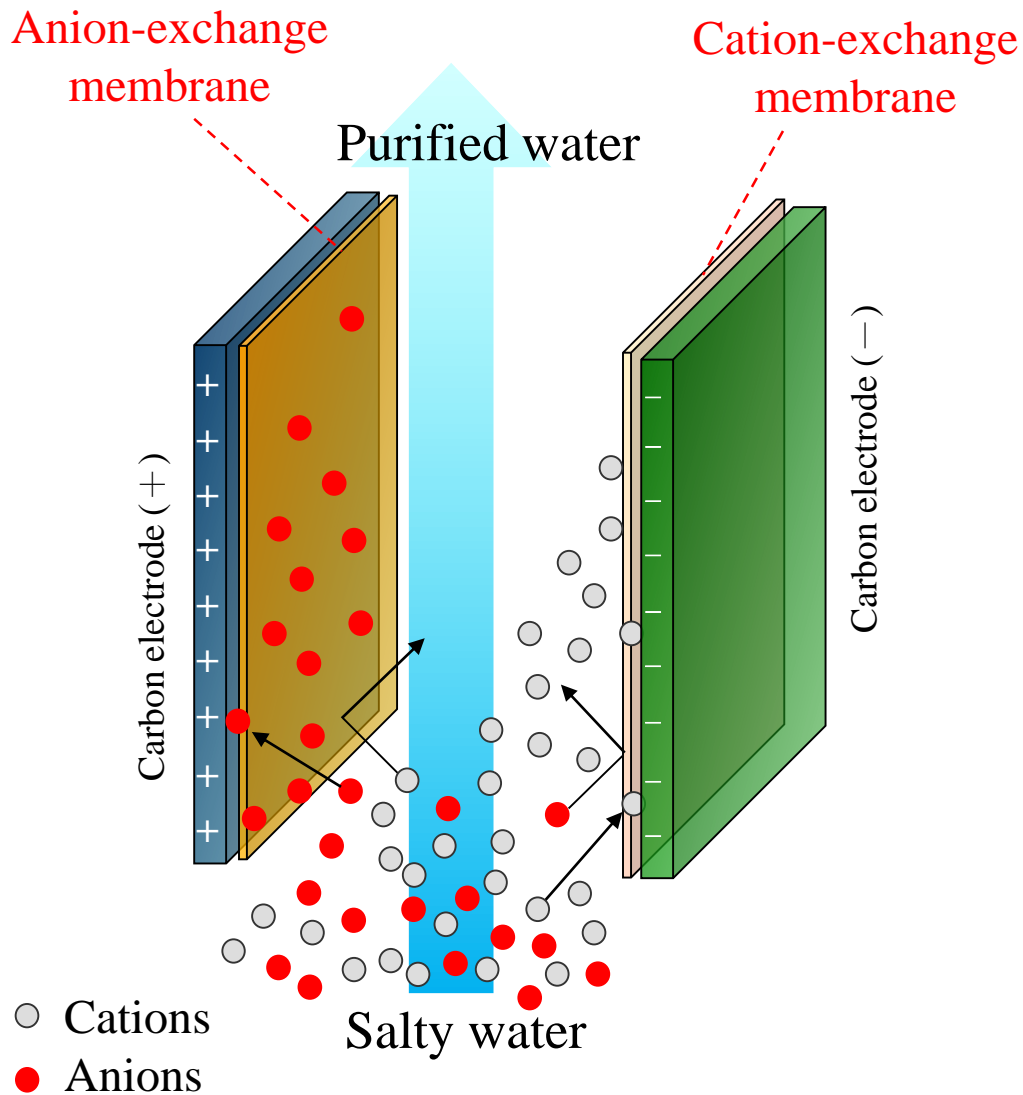 Anion-exchange
membrane
Cation-exchange
membrane
Purified water
Carbon electrode (+)
+
+
+
+
+
+
+
+
+
Carbon electrode (—)
—
—
—
—
—
—
—
—
—
Salty water
Cations
Anions